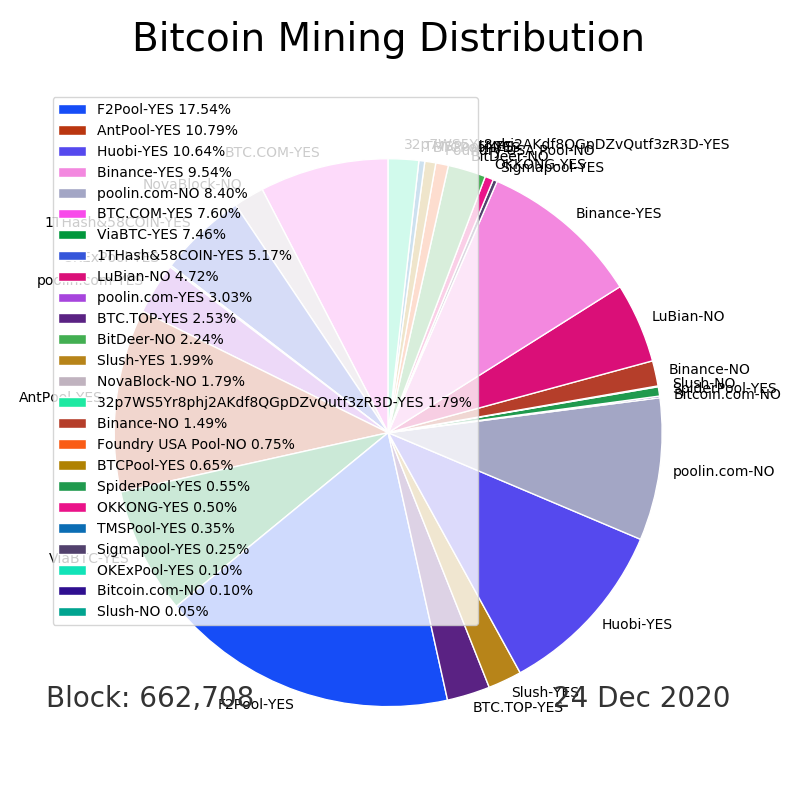 Bitcoin Mining Distribution
F2Pool-YES 17.54%
AntPool-YES 10.79%
Huobi-YES 10.64%
Binance-YES 9.54%
poolin.com-NO 8.40%
BTC.COM-YES 7.60%
ViaBTC-YES 7.46%
1THash&58COIN-YES 5.17%
LuBian-NO 4.72%
poolin.com-YES 3.03%
BTC.TOP-YES 2.53%
BitDeer-NO 2.24%
Slush-YES 1.99%
NovaBlock-NO 1.79%
32p7WS5Yr8phj2AKdf8QGpDZvQutf3zR3D-YES 1.79%
Binance-NO 1.49%
Foundry USA Pool-NO 0.75%
BTCPool-YES 0.65%
SpiderPool-YES 0.55%
OKKONG-YES 0.50%
TMSPool-YES 0.35%
Sigmapool-YES 0.25%
OKExPool-YES 0.10%
Bitcoin.com-NO 0.10%
Slush-NO 0.05%
BTC.COM-YES
NovaBlock-NO
1THash&58COIN-YES
poolin.com-YES
AntPool-YES
ViaBTC-YES
F2Pool-YES
BTC.TOP-YES
Slush-YES
Huobi-YES
poolin.com-NO
Bitcoin.com-NO
SpiderPool-YES
Slush-NO
Binance-NO
LuBian-NO
Binance-YES
Sigmapool-YES
OKKONG-YES
BitDeer-NO
Block: 662,708
24 Dec 2020